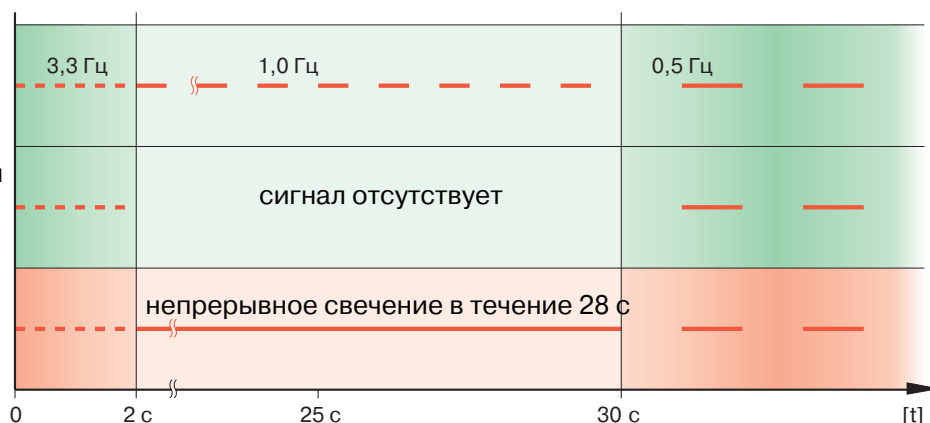 3,3 Гц 1,0 Гц 0,5 Гц
сигнал отсутствует
непрерывное свечение в течение 28 с
0 2 с 25 с 30 с [t]